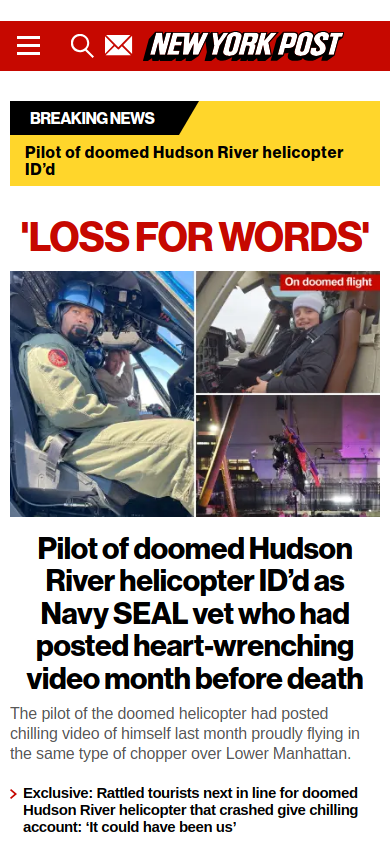 NEW YORK POST
BREAKING NEWS
Pilot of doomed Hudson River helicopter
ID’d
'LOSS FOR WORDS'
On doomed flight
Pilot of doomed Hudson
River helicopter ID’d as
Navy SEAL vet who had
posted heart-wrenching
video month before death
The pilot of the doomed helicopter had posted
chilling video of himself last month proudly flying in
the same type of chopper over Lower Manhattan.
Exclusive: Rattled tourists next in line for doomed
Hudson River helicopter that crashed give chilling
account: ‘It could have been us’